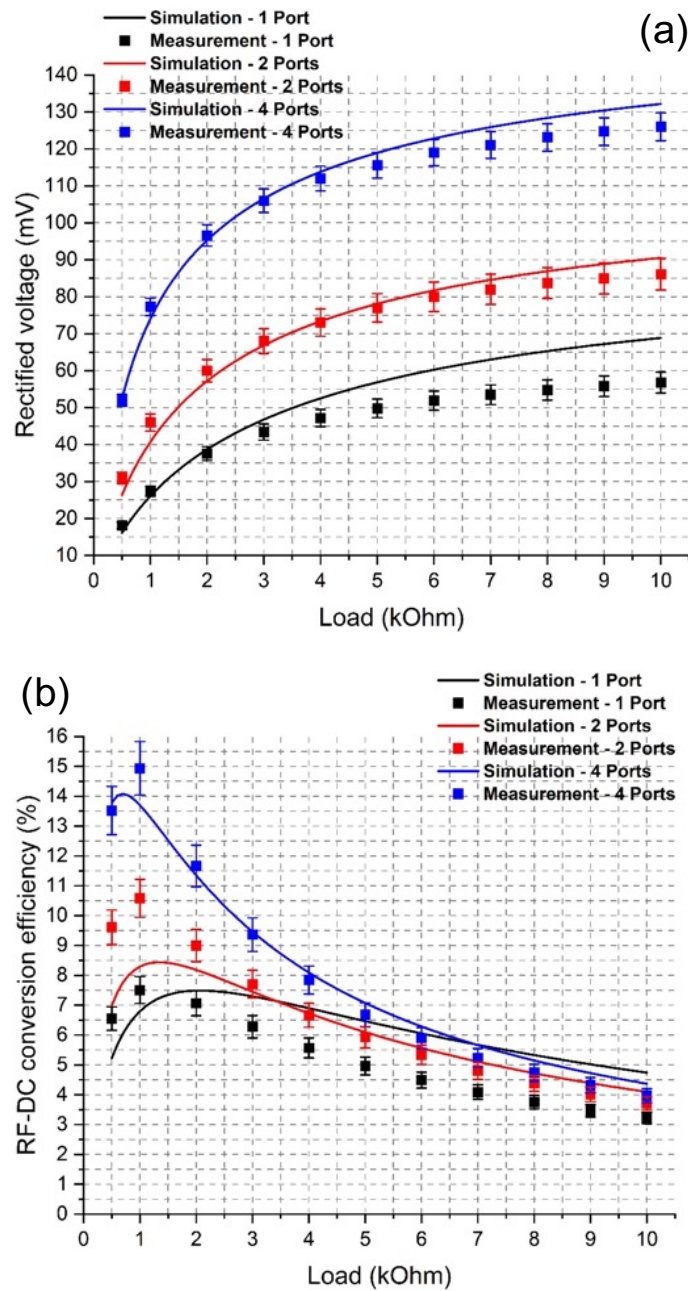 Simulation - 1 Port
Measurement - 1 Port
Simulation - 2 Ports
Measurement - 2 Ports
Simulation - 4 Ports
Measurement - 4 Ports
(a)
140
130
120
110
100
90
80
70
60
50
40
30
20
10
Rectified voltage (mV)
0 1 2 3 4 5 6 7 8 9 10
Load (kOhm)
(b)
Simulation - 1 Port
Measurement - 1 Port
Simulation - 2 Ports
Measurement - 2 Ports
Simulation - 4 Ports
Measurement - 4 Ports
16
15
14
13
12
11
10
9
8
7
6
5
4
3
2
1
0
RF-DC conversion efficiency (%)
0 1 2 3 4 5 6 7 8 9 10
Load (kOhm)